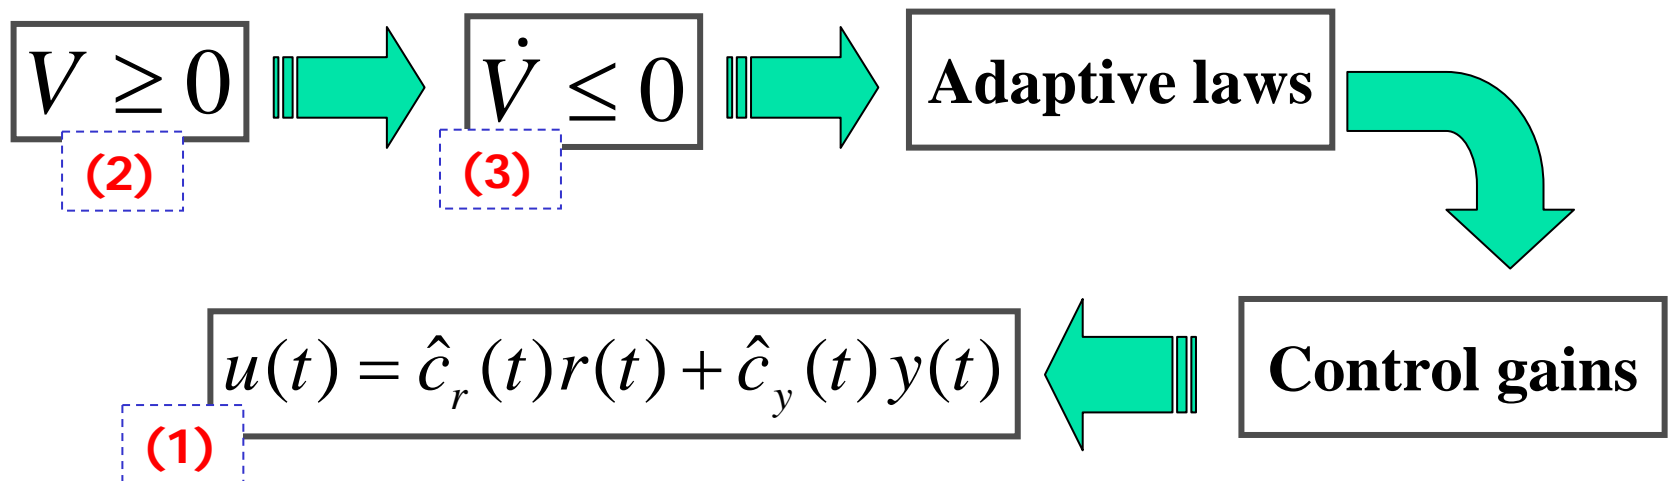 V ≥ 0
(2)
V̇ ≤ 0
(3)
Adaptive laws
Control gains
u(t) = ĉ_r(t)r(t) + ĉ_y(t)y(t)
(1)